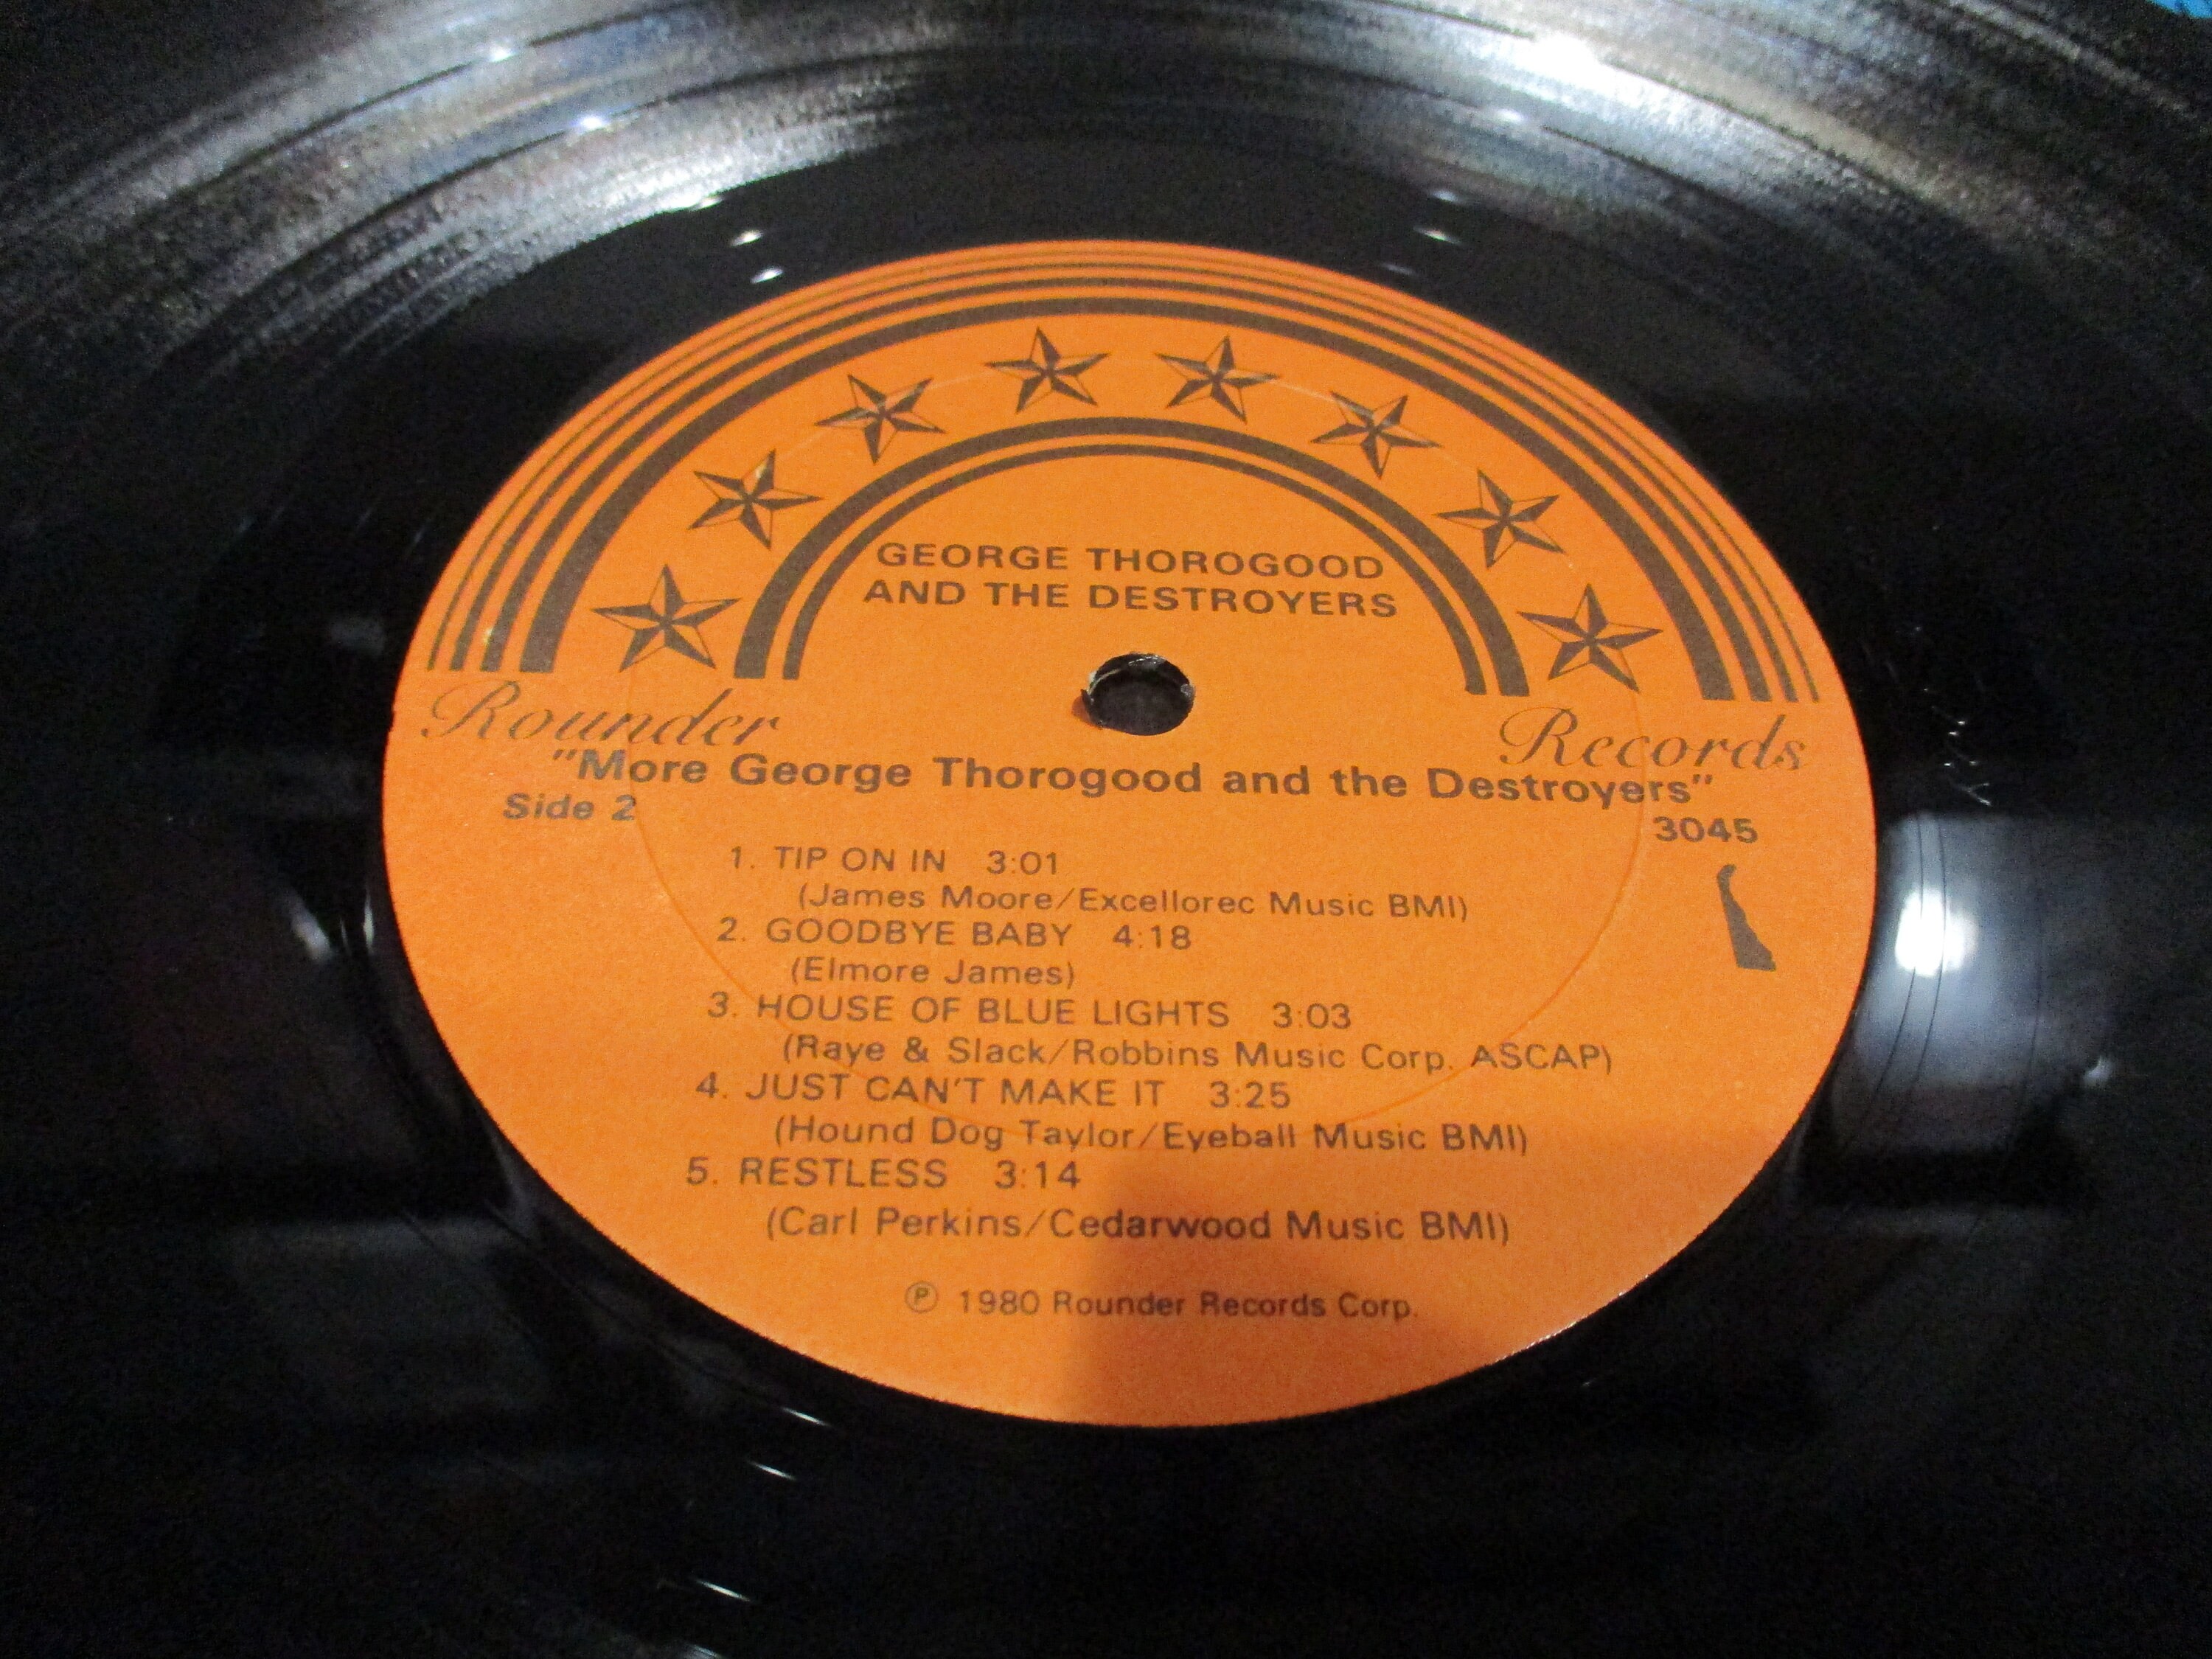 GEORGE THOROGOOD
AND THE DESTROYERS
Rounder Records
"More George Thorogood and the Destroyers"
Side 2
3045
1. TIP ON IN 3:01
(James Moore/Excellorec Music BMI)
2. GOODBYE BABY 4:18
(Elmore James)
3. HOUSE OF BLUE LIGHTS 3:03
(Raye & Slack/Robbins Music Corp. ASCAP)
4. JUST CAN'T MAKE IT 3:25
(Hound Dog Taylor/Eyeball Music BMI)
5. RESTLESS 3:14
(Carl Perkins/Cedarwood Music BMI)
℗ 1980 Rounder Records Corp.